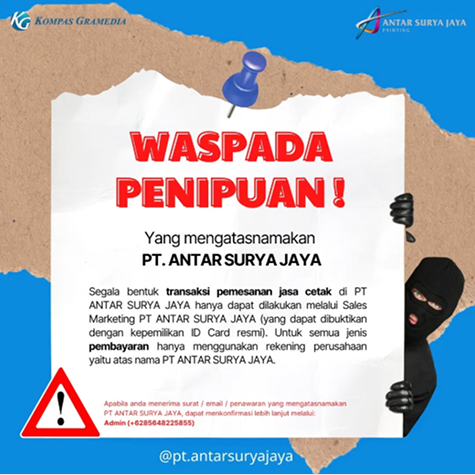 KG KOMPAS GRAMEDIA
ANTAR SURYA JAYA
PRINTING
WASPADA
PENIPUAN !
Yang mengatasnamakan
PT. ANTAR SURYA JAYA
Segala bentuk transaksi pemesanan jasa cetak di PT
ANTAR SURYA JAYA hanya dapat dilakukan melalui Sales
Marketing PT ANTAR SURYA JAYA (yang dapat dibuktikan
dengan kepemilikan ID Card resmi). Untuk semua jenis
pembayaran hanya menggunakan rekening perusahaan
yaitu atas nama PT ANTAR SURYA JAYA.
!
Apabila anda menerima surat / email / penawaran yang mengatasnamakan
PT ANTAR SURYA JAYA, dapat menkonfirmasi lebih lanjut melalui:
Admin (+6285648225855)
@pt.antarsuryajaya